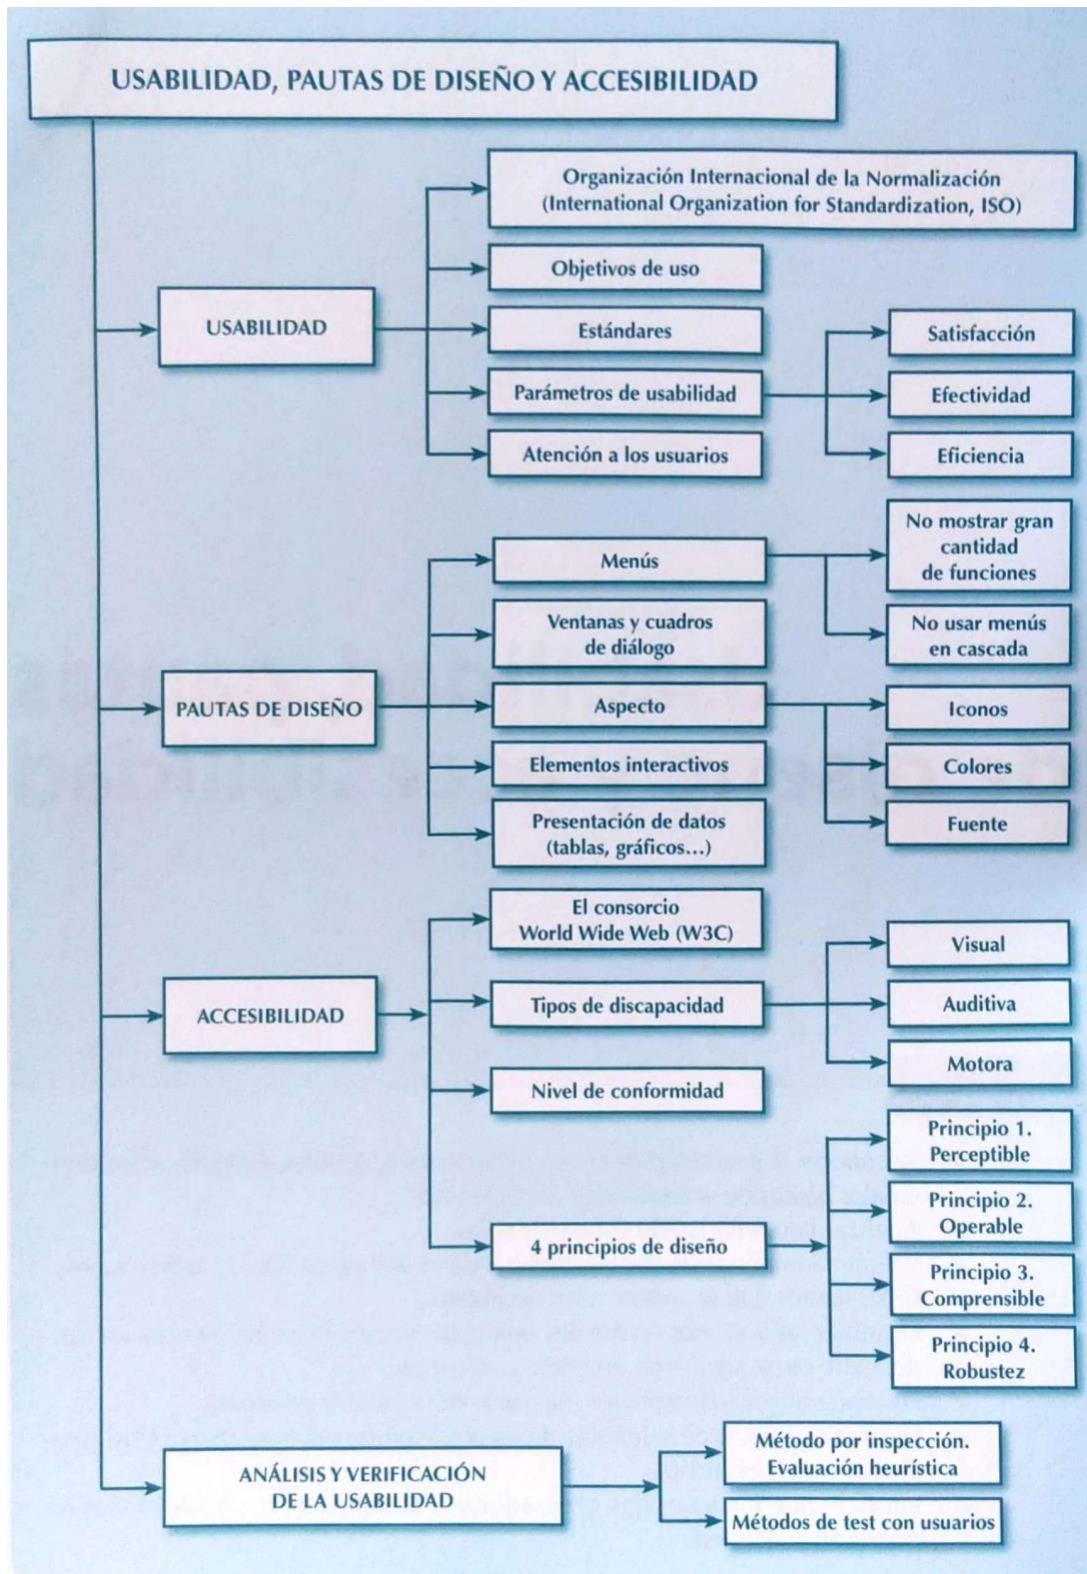 USABILIDAD, PAUTAS DE DISEÑO Y ACCESIBILIDAD
USABILIDAD
Organización Internacional de la Normalización
(International Organization for Standardization, ISO)
Objetivos de uso
Estándares
Parámetros de usabilidad
Satisfacción
Efectividad
Eficiencia
Atención a los usuarios
PAUTAS DE DISEÑO
Menús
No mostrar gran
cantidad
de funciones
No usar menús
en cascada
Ventanas y cuadros
de diálogo
Aspecto
Iconos
Colores
Fuente
Elementos interactivos
Presentación de datos
(tablas, gráficos...)
ACCESIBILIDAD
El consorcio
World Wide Web (W3C)
Tipos de discapacidad
Visual
Auditiva
Motora
Nivel de conformidad
4 principios de diseño
Principio 1.
Perceptible
Principio 2.
Operable
Principio 3.
Comprensible
Principio 4.
Robustez
ANÁLISIS Y VERIFICACIÓN
DE LA USABILIDAD
Método por inspección.
Evaluación heurística
Métodos de test con usuarios